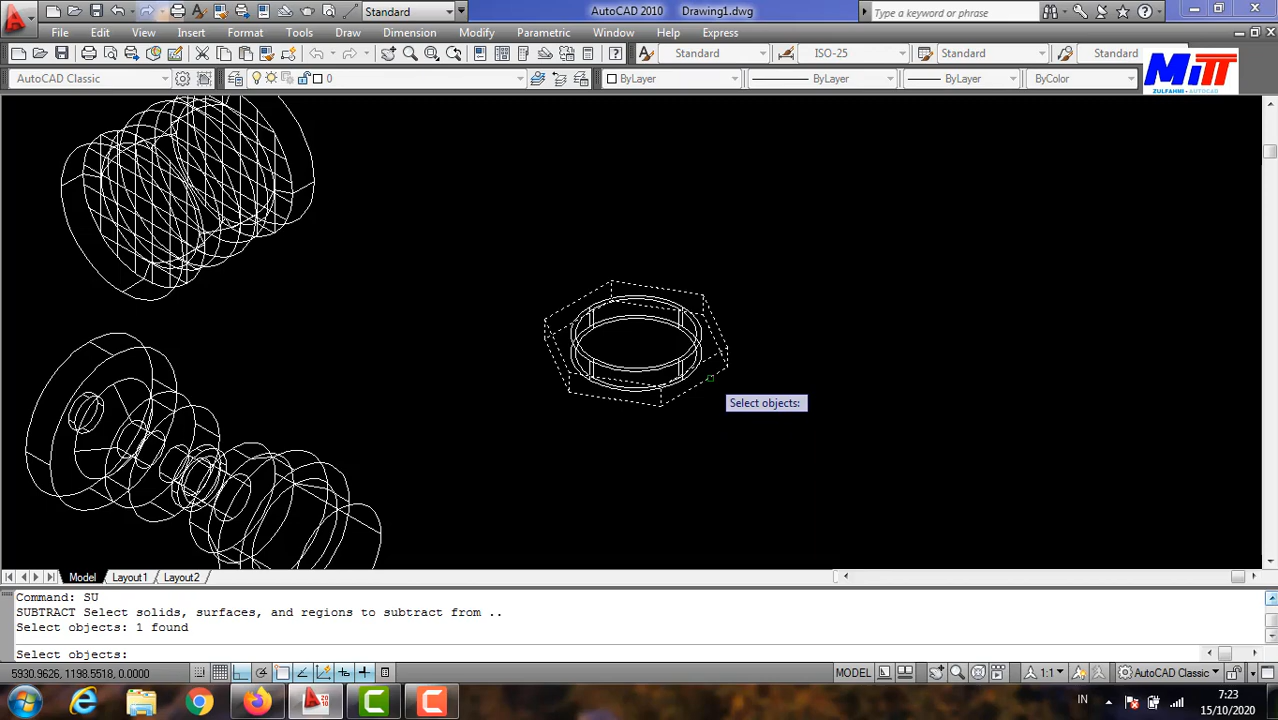 Standard
AutoCAD 2010 Drawing1.dwg
Type a keyword or phrase
File Edit View Insert Format Tools Draw Dimension Modify Parametric Window Help Express
Standard ISO-25 Standard Standard
AutoCAD Classic 0 ByLayer ByLayer ByLayer ByColor
MiTT
ZULFAHMI • AUTOCAD
Select objects:
Model Layout1 Layout2
Command: SU
SUBTRACT Select solids, surfaces, and regions to subtract from ..
Select objects: 1 found
Select objects:
5930.9626, 1198.5518, 0.0000 MODEL 1:1 AutoCAD Classic
IN 7:23
15/10/2020